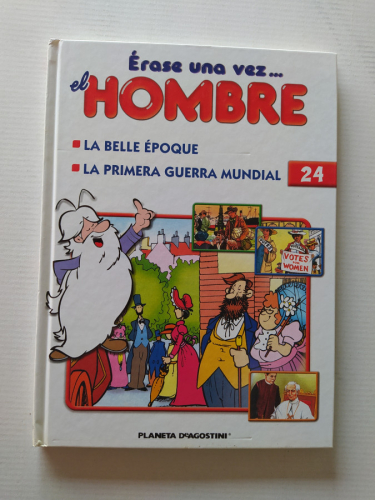 Érase una vez...
el HOMBRE
▪ LA BELLE ÉPOQUE
▪ LA PRIMERA GUERRA MUNDIAL
24
VOTES
FOR
WOMEN
PLANETA DEAGOSTINI